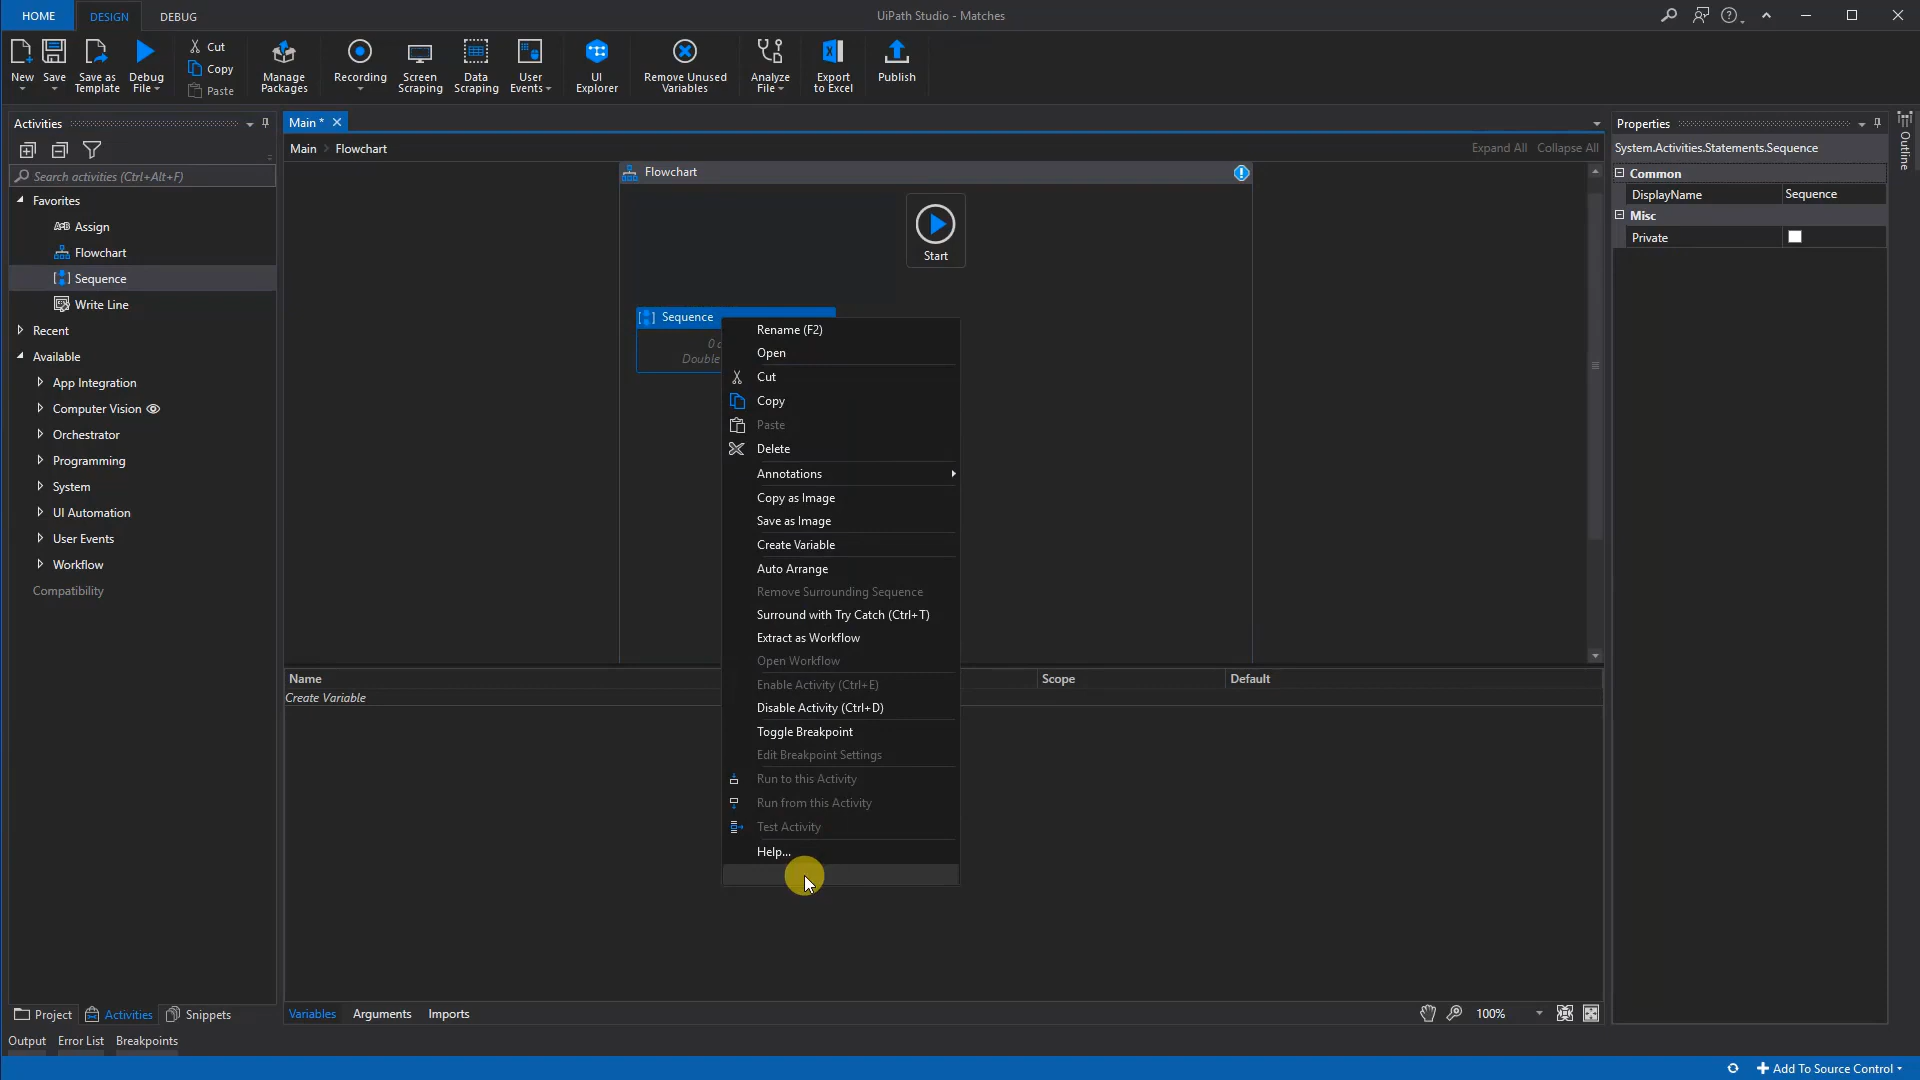 HOME
DESIGN
DEBUG
UiPath Studio - Matches
New
Save
Save as
Template
Debug
File
Cut
Copy
Paste
Manage
Packages
Recording
Screen
Scraping
Data
Scraping
User
Events
UI
Explorer
Remove Unused
Variables
Analyze
File
Export
to Excel
Publish
Activities
Search activities (Ctrl+Alt+F)
Favorites
A+B Assign
Flowchart
Sequence
Write Line
Recent
Available
App Integration
Computer Vision
Orchestrator
Programming
System
UI Automation
User Events
Workflow
Compatibility
Project
Activities
Snippets
Output
Error List
Breakpoints
Main *
Main
Flowchart
Expand All
Collapse All
Flowchart
Start
Sequence
Double
Rename (F2)
Open
Cut
Copy
Paste
Delete
Annotations
Copy as Image
Save as Image
Create Variable
Auto Arrange
Remove Surrounding Sequence
Surround with Try Catch (Ctrl+T)
Extract as Workflow
Open Workflow
Enable Activity (Ctrl+E)
Disable Activity (Ctrl+D)
Toggle Breakpoint
Edit Breakpoint Settings
Run to this Activity
Run from this Activity
Test Activity
Help...
Name
Scope
Default
Create Variable
Variables
Arguments
Imports
100%
Properties
System.Activities.Statements.Sequence
Common
DisplayName
Sequence
Misc
Private
Outline
Add To Source Control